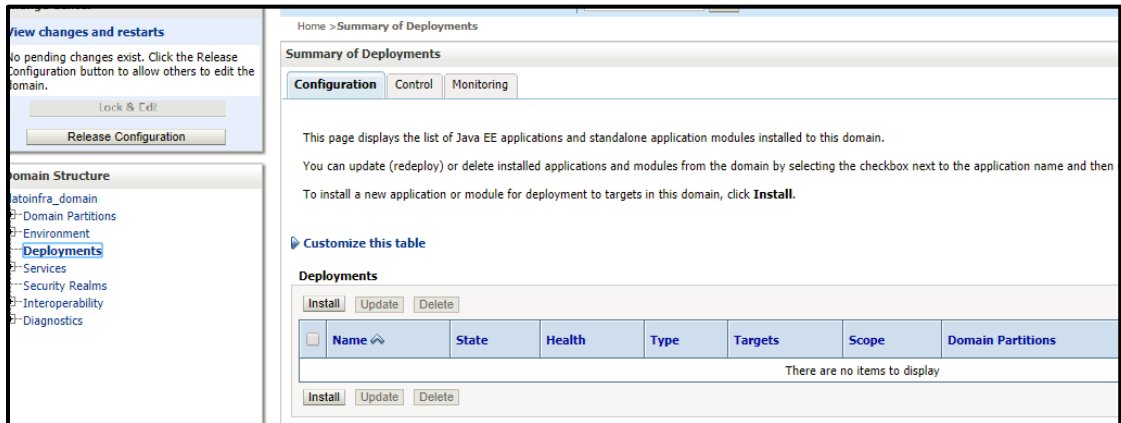 View changes and restarts
No pending changes exist. Click the Release
Configuration button to allow others to edit the
domain.
Lock & Edit
Release Configuration
Domain Structure
latoinfra_domain
Domain Partitions
Environment
Deployments
Services
Security Realms
Interoperability
Diagnostics
Home >Summary of Deployments
Summary of Deployments
Configuration Control Monitoring
This page displays the list of Java EE applications and standalone application modules installed to this domain.
You can update (redeploy) or delete installed applications and modules from the domain by selecting the checkbox next to the application name and then
To install a new application or module for deployment to targets in this domain, click Install.
Customize this table
Deployments
Install Update Delete
Name State Health Type Targets Scope Domain Partitions
There are no items to display
Install Update Delete